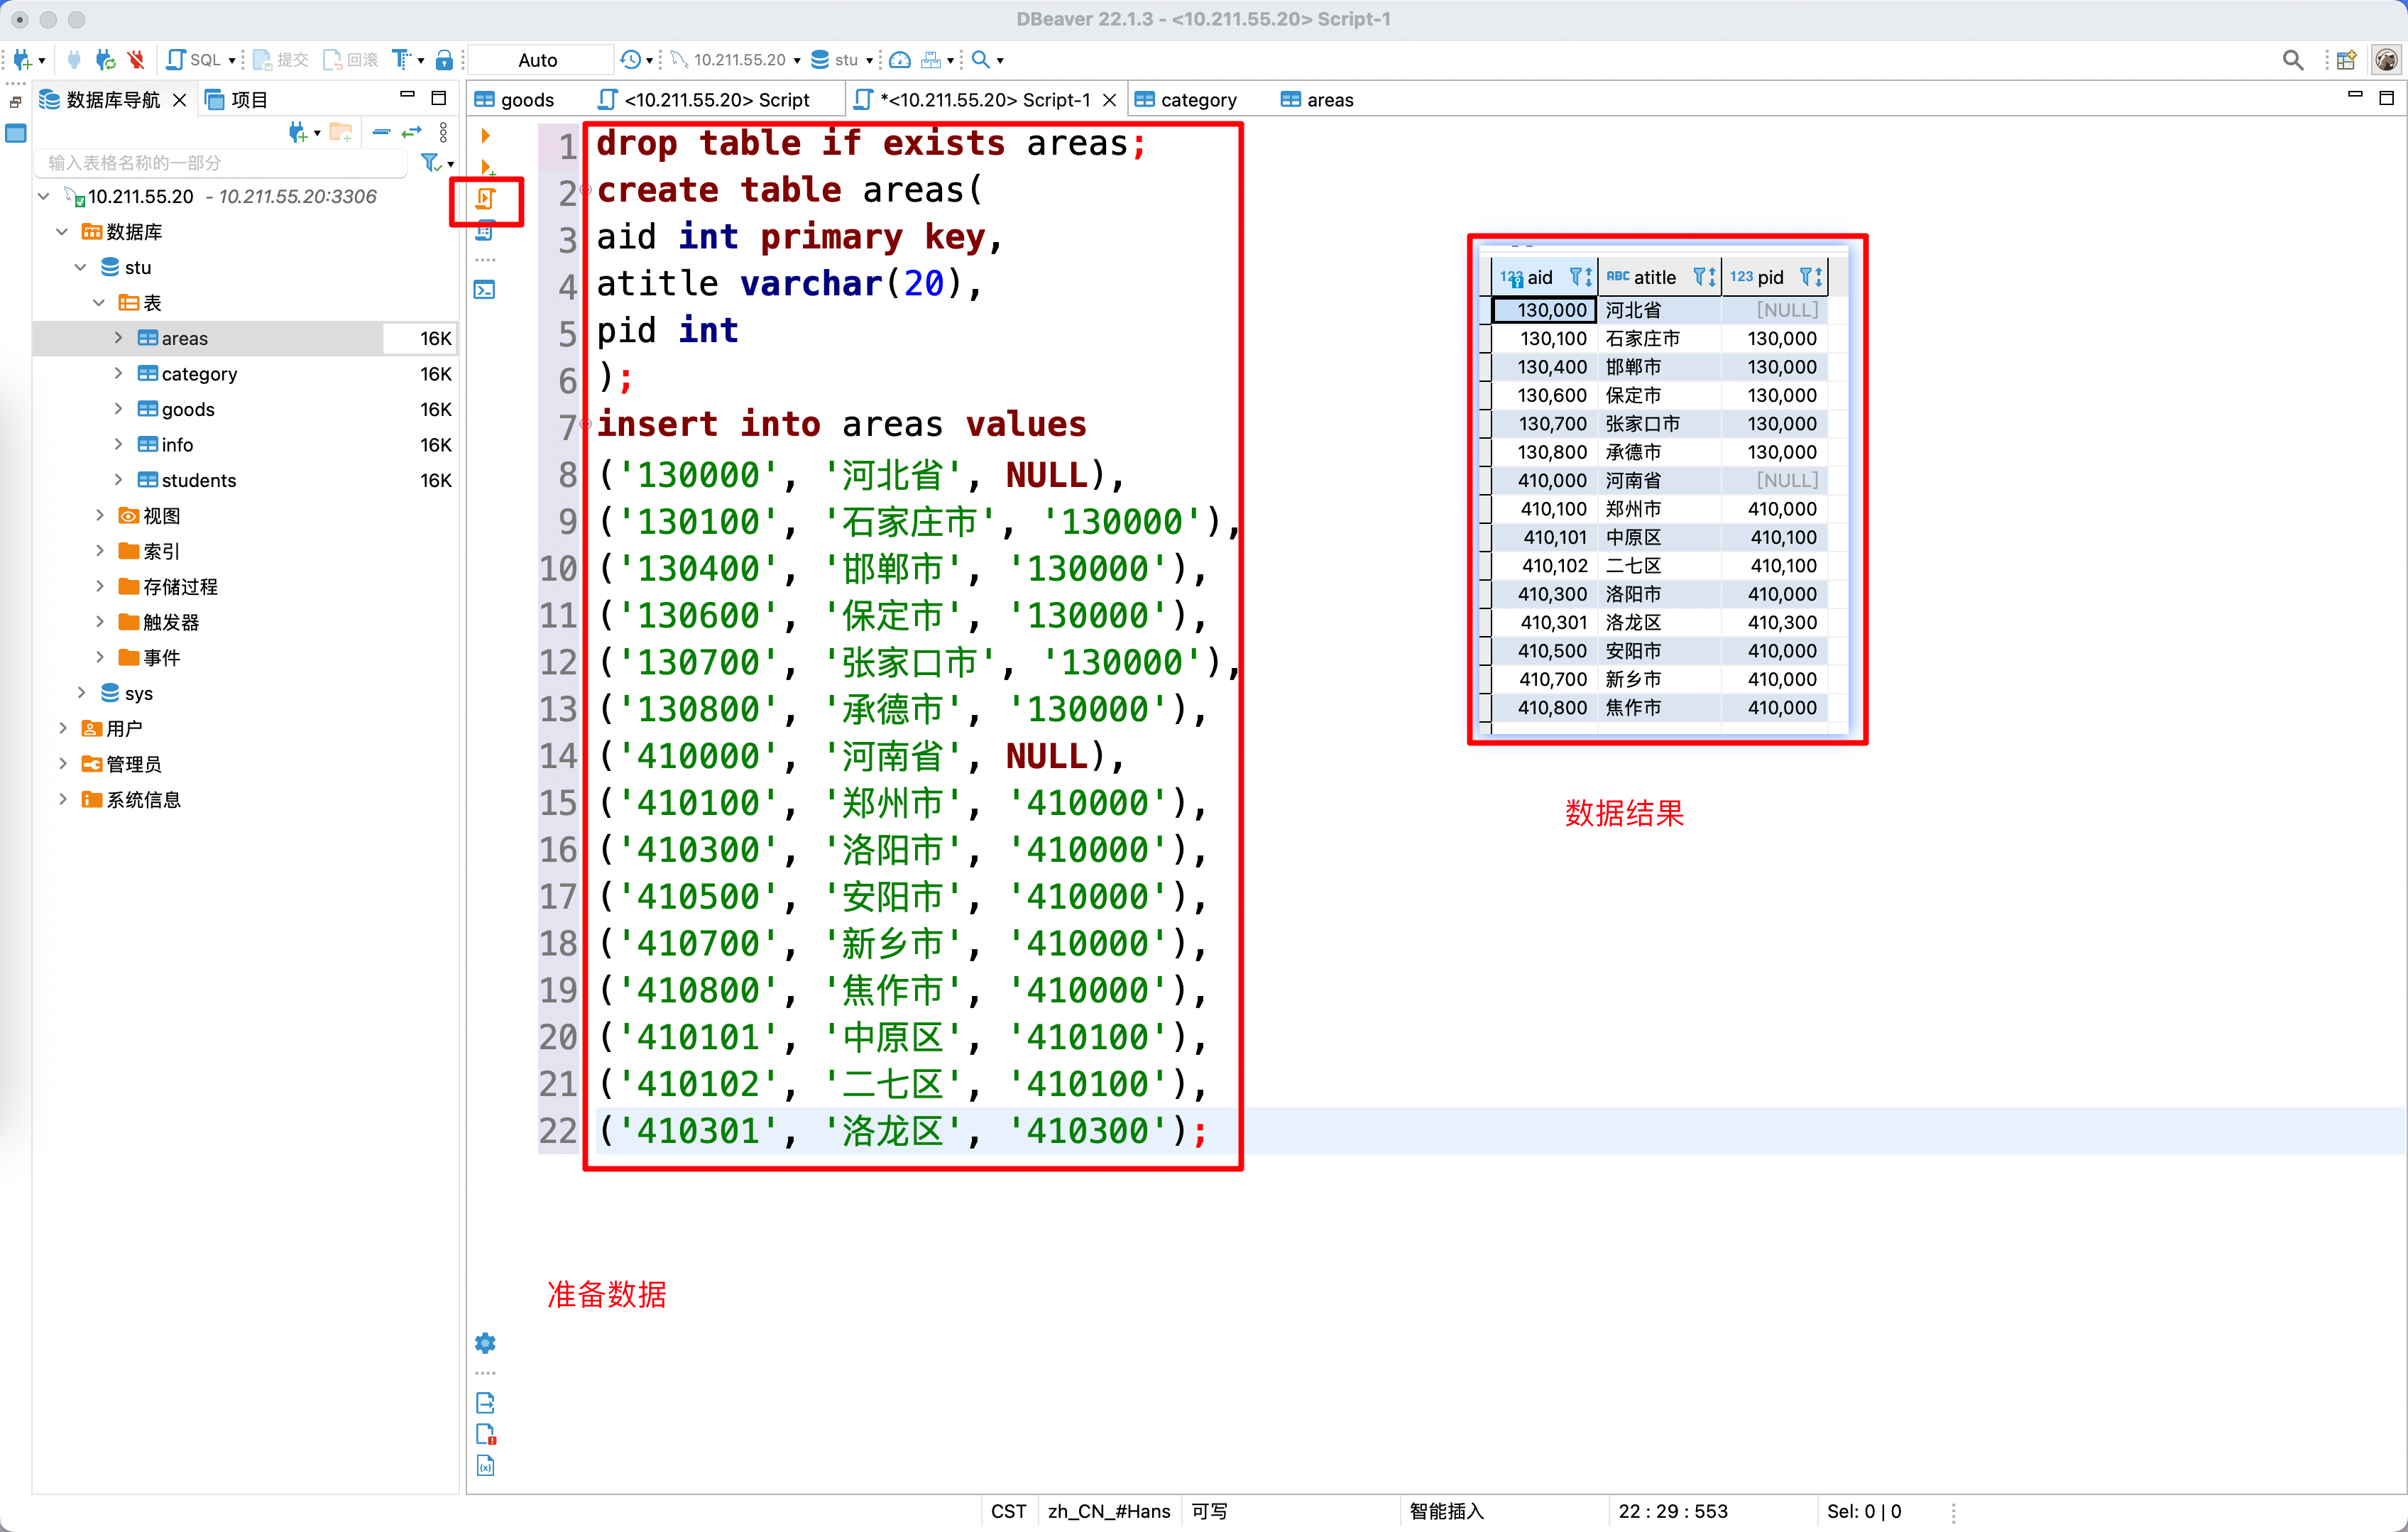 DBeaver 22.1.3 - <10.211.55.20> Script-1
SQL 提交 回滚 Auto 10.211.55.20 stu
数据库导航 项目
goods <10.211.55.20> Script *<10.211.55.20> Script-1 category areas
输入表格名称的一部分
10.211.55.20 - 10.211.55.20:3306
数据库
stu
表
areas 16K
category 16K
goods 16K
info 16K
students 16K
视图
索引
存储过程
触发器
事件
sys
用户
管理员
系统信息
1 drop table if exists areas;
2 create table areas(
3 aid int primary key,
4 atitle varchar(20),
5 pid int
6 );
7 insert into areas values
8 ('130000', '河北省', NULL),
9 ('130100', '石家庄市', '130000'),
10 ('130400', '邯郸市', '130000'),
11 ('130600', '保定市', '130000'),
12 ('130700', '张家口市', '130000'),
13 ('130800', '承德市', '130000'),
14 ('410000', '河南省', NULL),
15 ('410100', '郑州市', '410000'),
16 ('410300', '洛阳市', '410000'),
17 ('410500', '安阳市', '410000'),
18 ('410700', '新乡市', '410000'),
19 ('410800', '焦作市', '410000'),
20 ('410101', '中原区', '410100'),
21 ('410102', '二七区', '410100'),
22 ('410301', '洛龙区', '410300');
准备数据
123 aid ABC atitle 123 pid
130,000 河北省 [NULL]
130,100 石家庄市 130,000
130,400 邯郸市 130,000
130,600 保定市 130,000
130,700 张家口市 130,000
130,800 承德市 130,000
410,000 河南省 [NULL]
410,100 郑州市 410,000
410,101 中原区 410,100
410,102 二七区 410,100
410,300 洛阳市 410,000
410,301 洛龙区 410,300
410,500 安阳市 410,000
410,700 新乡市 410,000
410,800 焦作市 410,000
数据结果
CST zh_CN_#Hans 可写 智能插入 22 : 29 : 553 Sel: 0 | 0